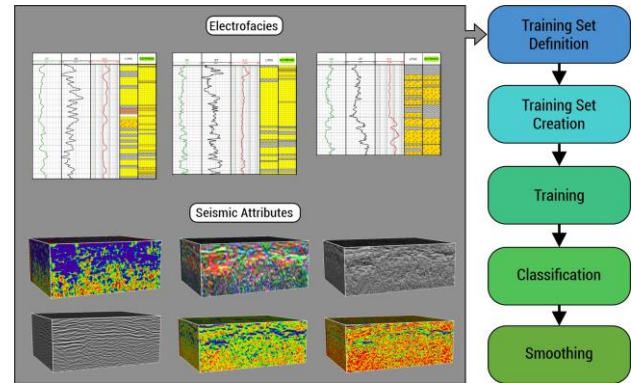 Electrofacies
Seismic Attributes
Training Set
Definition
Training Set
Creation
Training
Classification
Smoothing